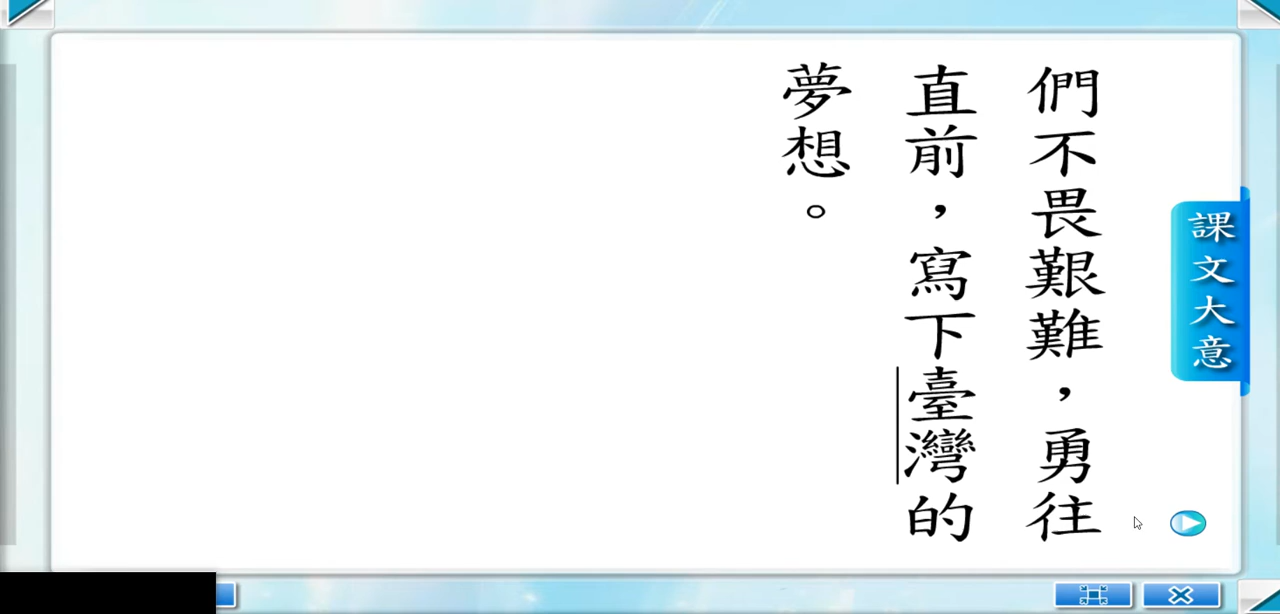 課文大意
們不畏艱難，勇往
直前，寫下臺灣的
夢想。